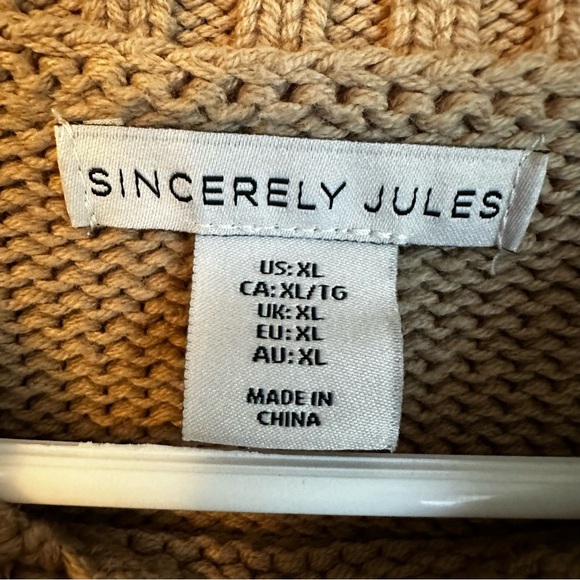 SINCERELY JULES
US: XL
CA: XL/TG
UK: XL
EU: XL
AU: XL
MADE IN
CHINA